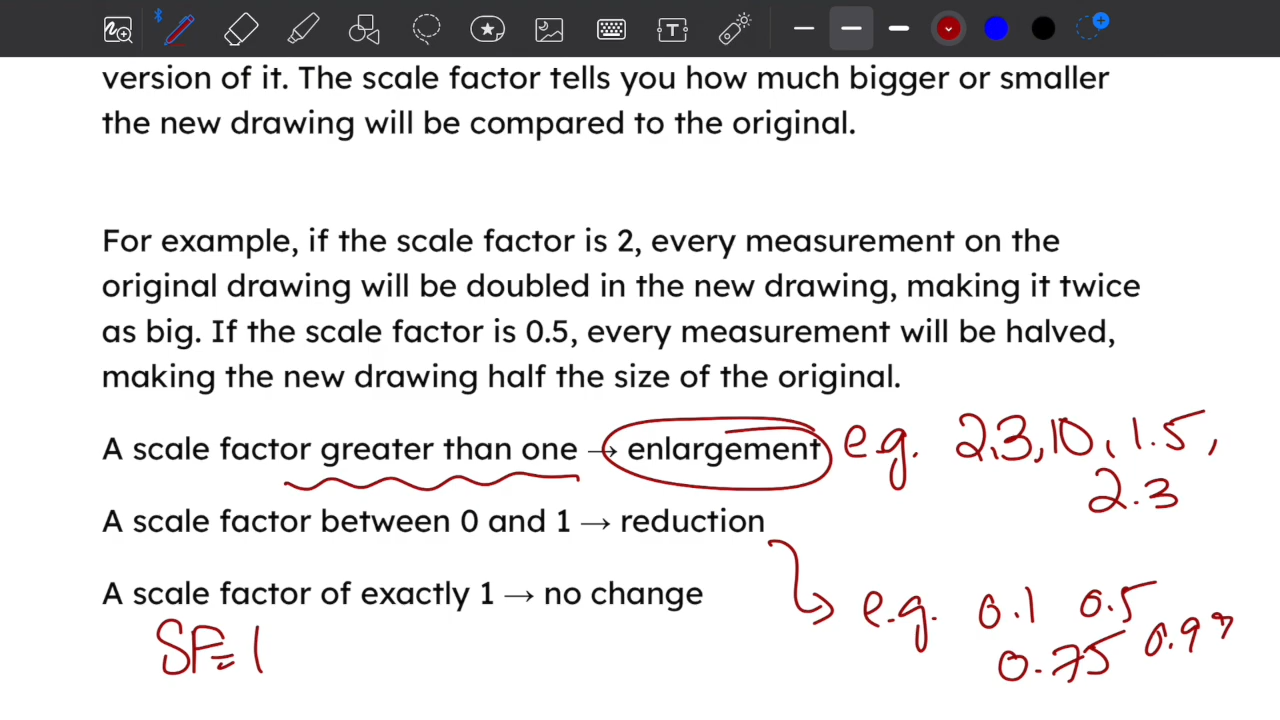 version of it. The scale factor tells you how much bigger or smaller
the new drawing will be compared to the original.
For example, if the scale factor is 2, every measurement on the
original drawing will be doubled in the new drawing, making it twice
as big. If the scale factor is 0.5, every measurement will be halved,
making the new drawing half the size of the original.
A scale factor greater than one → enlargement e.g. 2,3,10, 1.5,
2.3
A scale factor between 0 and 1 → reduction
A scale factor of exactly 1 → no change
e.g. 0.1 0.5
0.75 0.9
SF=1